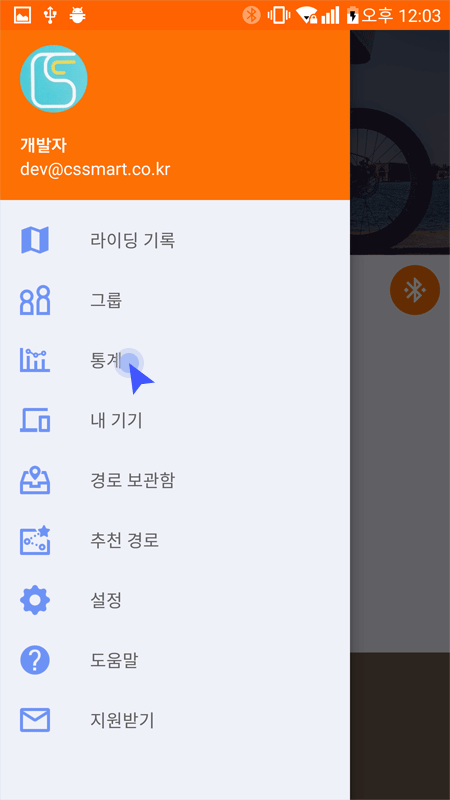 오후 12:03
개발자
dev@cssmart.co.kr
라이딩 기록
그룹
통계
내 기기
경로 보관함
추천 경로
설정
도움말
지원받기